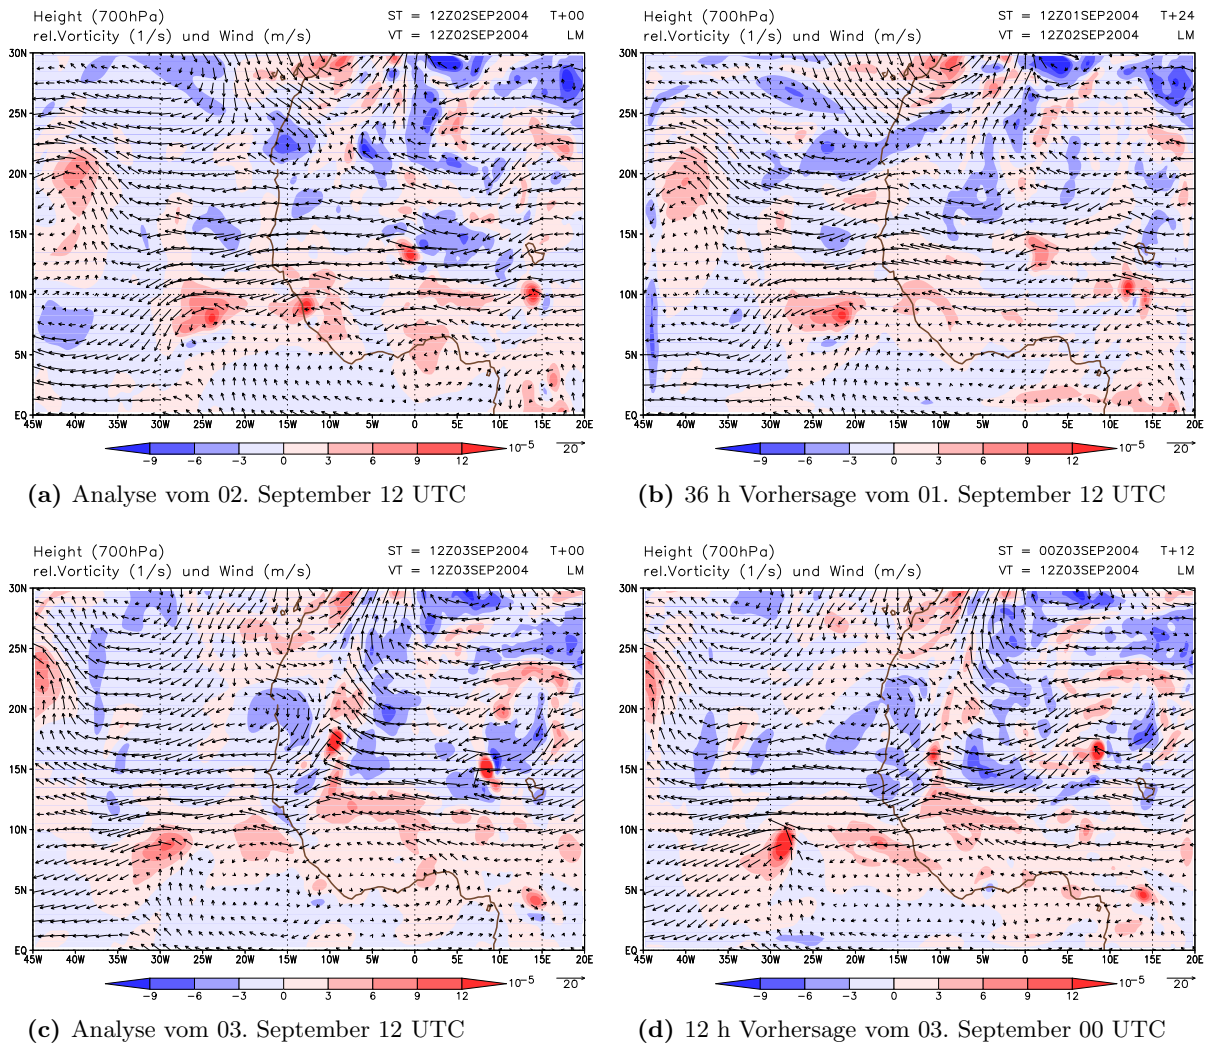 Height (700hPa) ST = 12Z02SEP2004 T+00
rel.Vorticity (1/s) und Wind (m/s) VT = 12Z02SEP2004 LM
30N
25N
20N
15N
10N
5N
EQ
45W 40W 35W 30W 25W 20W 15W 10W 5W 0 5E 10E 15E 20E
-9 -6 -3 0 3 6 9 12 10^-5 20
(a) Analyse vom 02. September 12 UTC
Height (700hPa) ST = 12Z01SEP2004 T+24
rel.Vorticity (1/s) und Wind (m/s) VT = 12Z02SEP2004 LM
30N
25N
20N
15N
10N
5N
EQ
45W 40W 35W 30W 25W 20W 15W 10W 5W 0 5E 10E 15E 20E
-9 -6 -3 0 3 6 9 12 10^-5 20
(b) 36 h Vorhersage vom 01. September 12 UTC
Height (700hPa) ST = 12Z03SEP2004 T+00
rel.Vorticity (1/s) und Wind (m/s) VT = 12Z03SEP2004 LM
30N
25N
20N
15N
10N
5N
EQ
45W 40W 35W 30W 25W 20W 15W 10W 5W 0 5E 10E 15E 20E
-9 -6 -3 0 3 6 9 12 10^-5 20
(c) Analyse vom 03. September 12 UTC
Height (700hPa) ST = 00Z03SEP2004 T+12
rel.Vorticity (1/s) und Wind (m/s) VT = 12Z03SEP2004 LM
30N
25N
20N
15N
10N
5N
EQ
45W 40W 35W 30W 25W 20W 15W 10W 5W 0 5E 10E 15E 20E
-9 -6 -3 0 3 6 9 12 10^-5 20
(d) 12 h Vorhersage vom 03. September 00 UTC